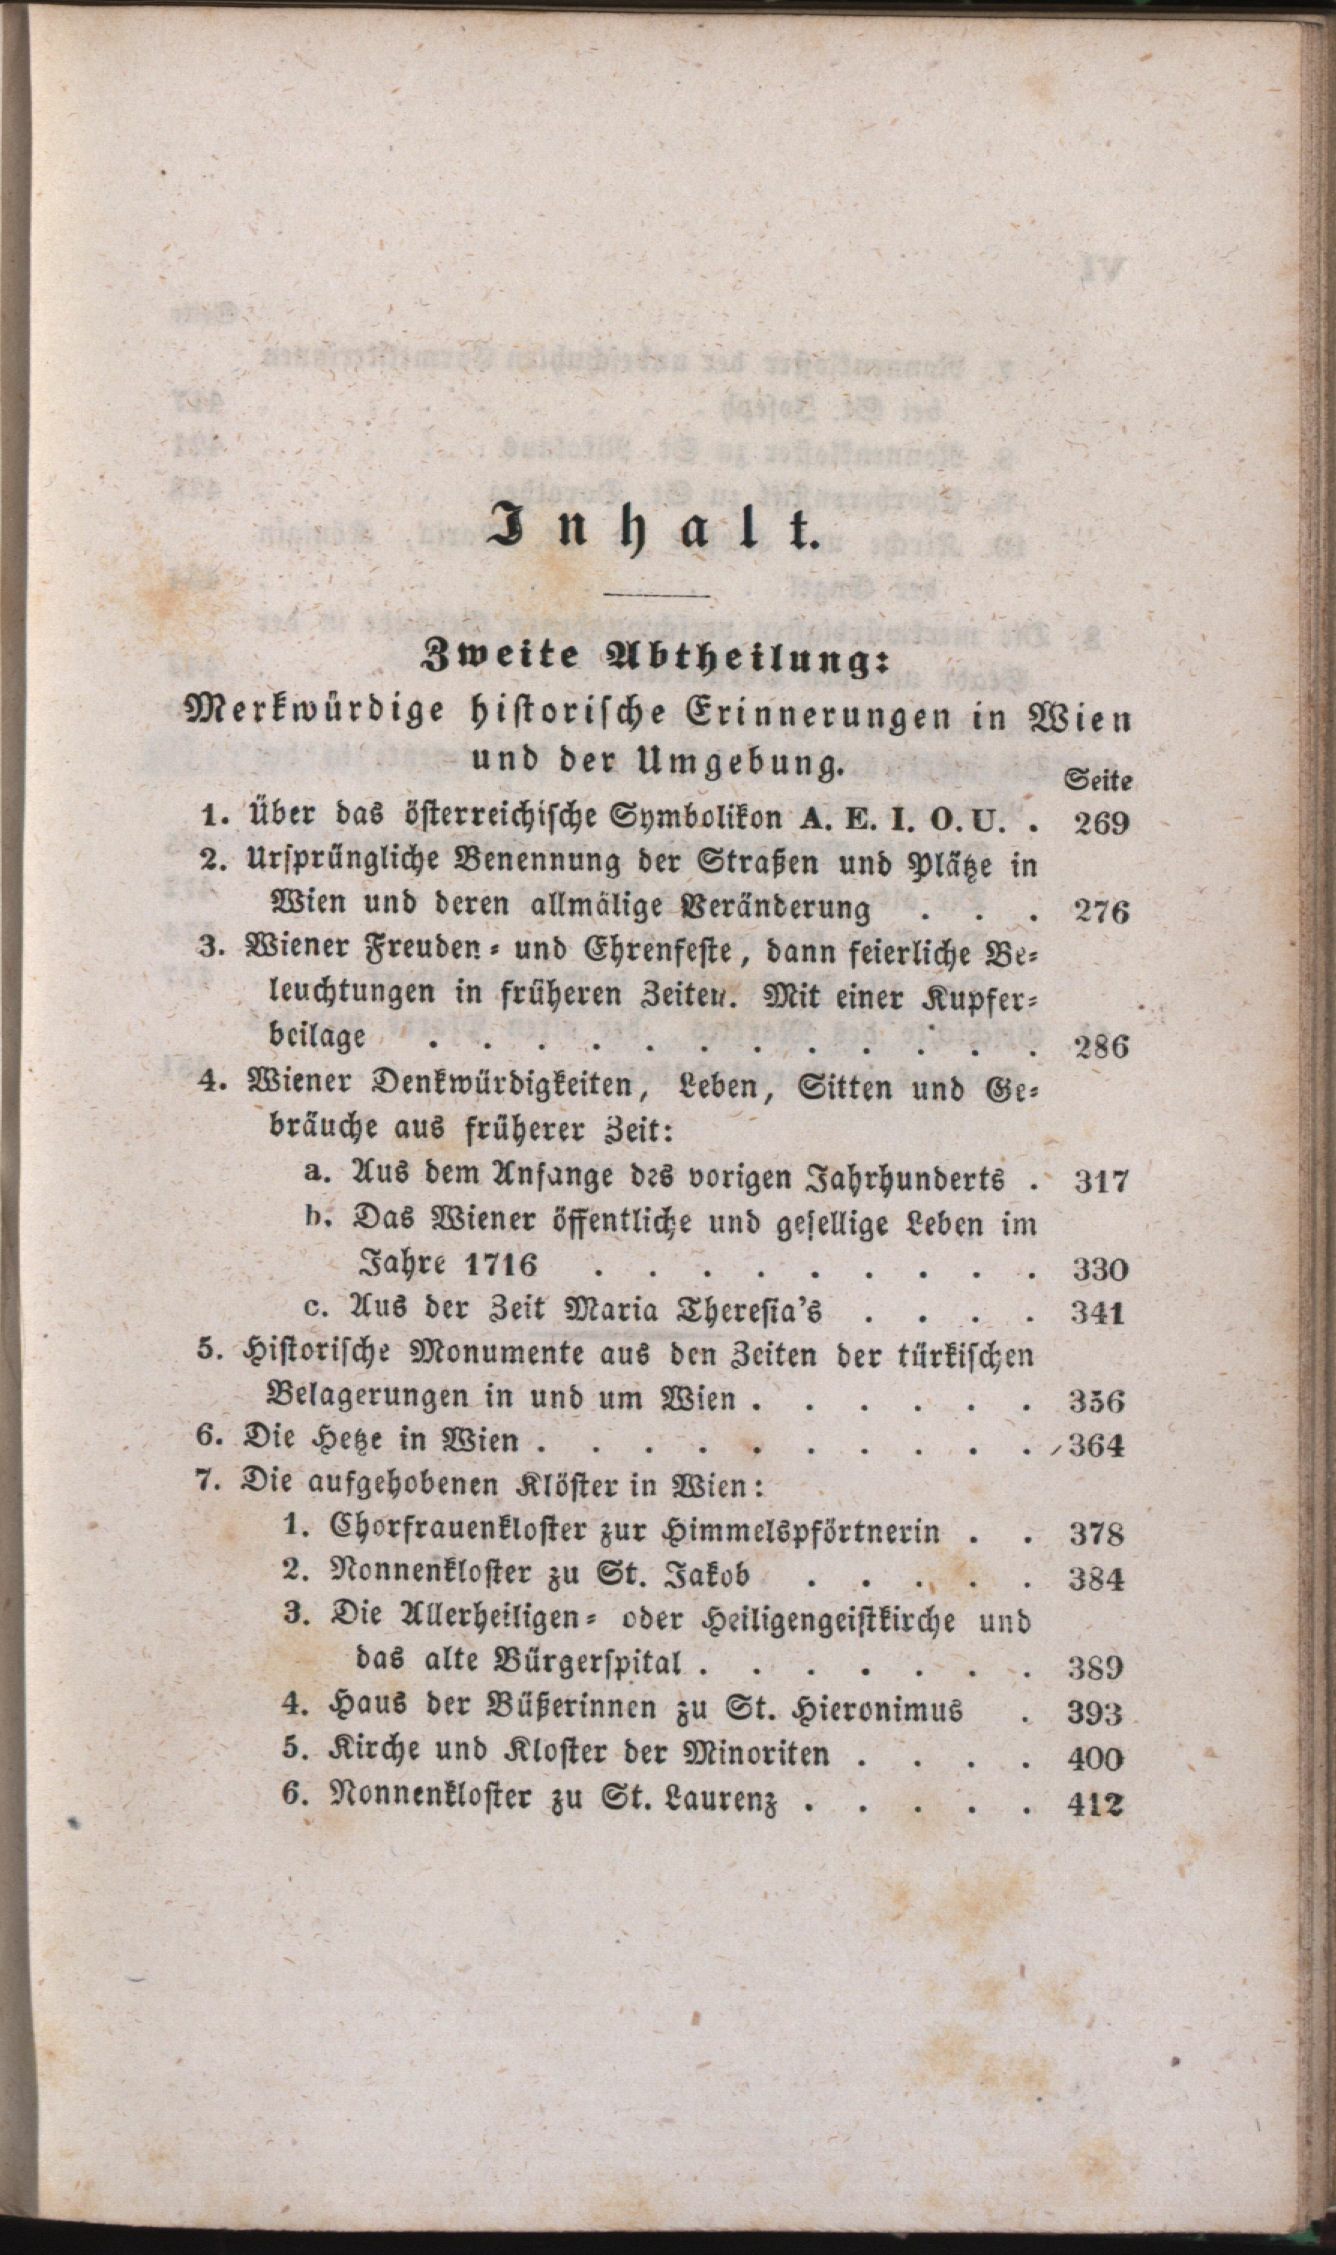 Inhalt.
Zweite Abtheilung:
Merkwürdige historische Erinnerungen in Wien
und der Umgebung.
Seite
1. Über das österreichische Symbolikon A. E. I. O. U. . 269
2. Ursprüngliche Benennung der Straßen und Plätze in
Wien und deren allmälige Veränderung . . . 276
3. Wiener Freuden- und Ehrenfeste, dann feierliche Be-
leuchtungen in früheren Zeiten. Mit einer Kupfer-
beilage . . . . . . . . . . . . 286
4. Wiener Denkwürdigkeiten, Leben, Sitten und Ge-
bräuche aus früherer Zeit:
a. Aus dem Anfange des vorigen Jahrhunderts . 317
b. Das Wiener öffentliche und gesellige Leben im
Jahre 1716 . . . . . . . . . 330
c. Aus der Zeit Maria Theresia's . . . . 341
5. Historische Monumente aus den Zeiten der türkischen
Belagerungen in und um Wien . . . . . . 356
6. Die Hetze in Wien . . . . . . . . . . 364
7. Die aufgehobenen Klöster in Wien:
1. Chorfrauenkloster zur Himmelspförtnerin . . 378
2. Nonnenkloster zu St. Jakob . . . . . 384
3. Die Allerheiligen- oder Heiligengeistkirche und
das alte Bürgerspital . . . . . . . 389
4. Haus der Büßerinnen zu St. Hieronimus . 393
5. Kirche und Kloster der Minoriten . . . . 400
6. Nonnenkloster zu St. Laurenz . . . . . 412